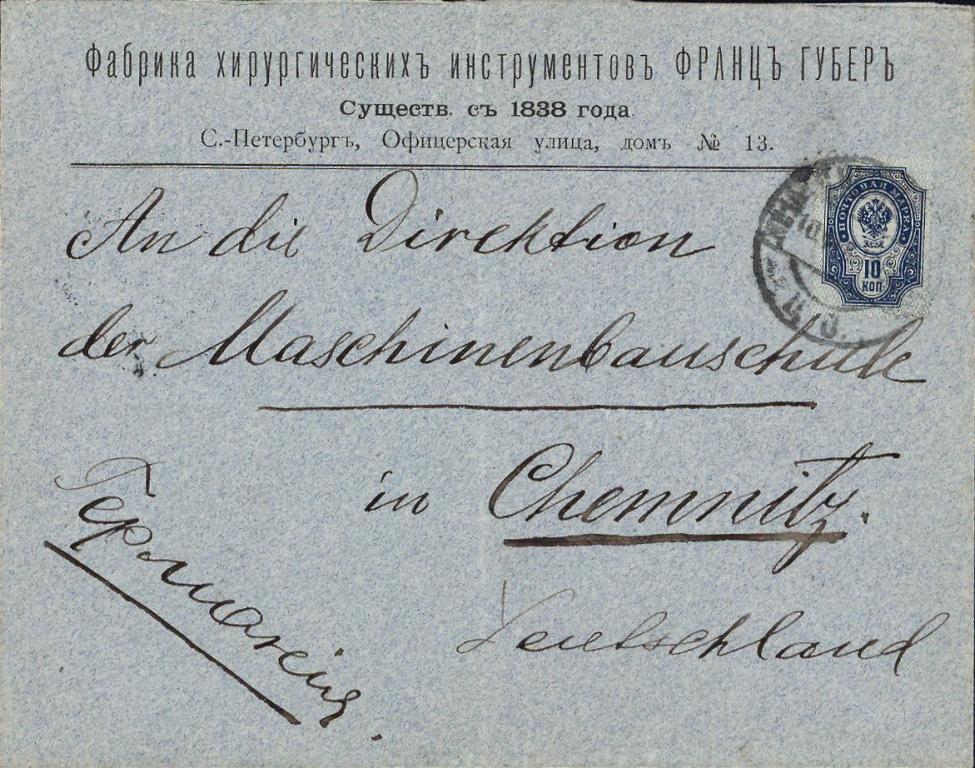 Фабрика хирургическихъ инструментовъ ФРАНЦЪ ГУБЕРЪ
Существ. съ 1838 года
С.-Петербургъ, Офицерская улица, домъ № 13.
ПОЧТОВАЯ МАРКА
10
КОП
An die Direktion
der Maschinenbauschule
in Chemnitz.
Deutschland
Германія.